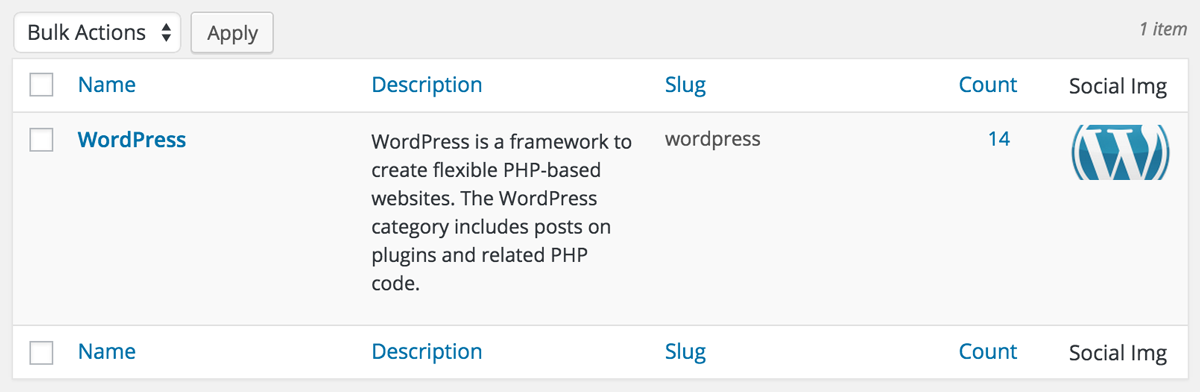 Bulk Actions Apply 1 item
Name Description Slug Count Social Img
WordPress WordPress is a framework to wordpress 14
create flexible PHP-based
websites. The WordPress
category includes posts on
plugins and related PHP
code.
Name Description Slug Count Social Img